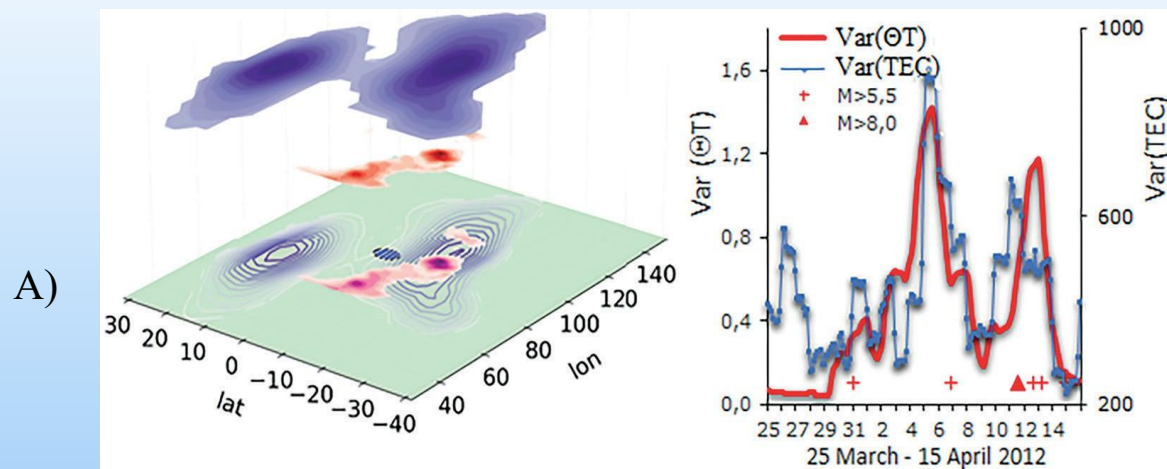 A)
30
20
10
0
−10
−20
−30
−40
lat
40
60
80
100
120
140
lon
Var(ΘT)
Var(TEC)
M>5,5
M>8,0
1,6
1,2
0,8
0,4
0,0
Var (ΘT)
1000
600
200
Var(TEC)
25 27 29 31 2 4 6 8 10 12 14
25 March - 15 April 2012